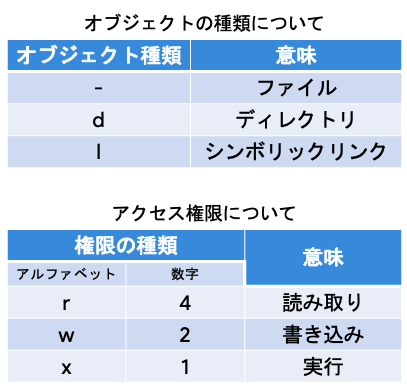 オブジェクトの種類について
オブジェクト種類 意味
- ファイル
d ディレクトリ
l シンボリックリンク
アクセス権限について
権限の種類 意味
アルファベット 数字
r 4 読み取り
w 2 書き込み
x 1 実行